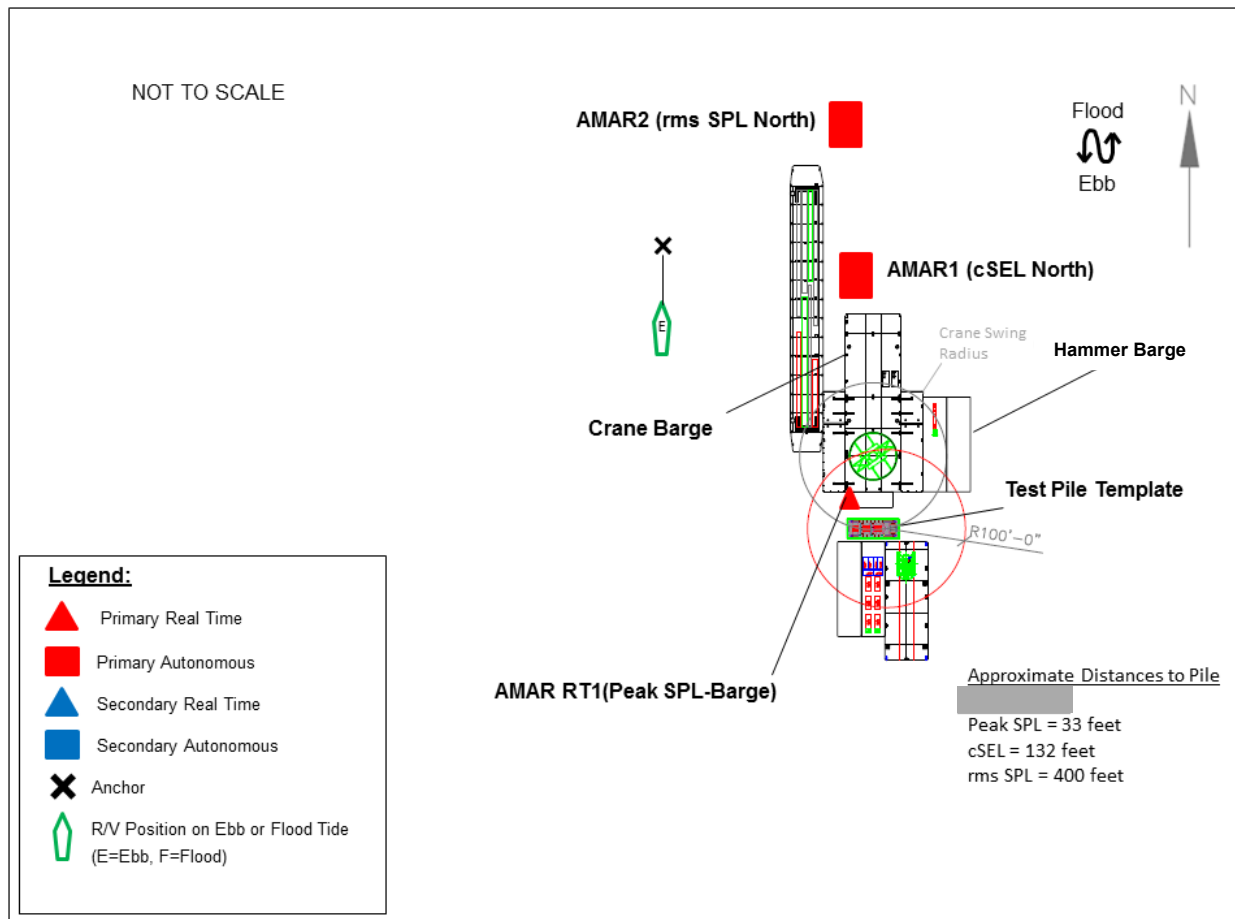 NOT TO SCALE
AMAR2 (rms SPL North)
Flood
Ebb
N
AMAR1 (cSEL North)
E
Crane Swing
Radius
Hammer Barge
Crane Barge
Test Pile Template
R100'-0"
AMAR RT1(Peak SPL-Barge)
Approximate Distances to Pile
Peak SPL = 33 feet
cSEL = 132 feet
rms SPL = 400 feet
Legend:
Primary Real Time
Primary Autonomous
Secondary Real Time
Secondary Autonomous
Anchor
R/V Position on Ebb or Flood Tide
(E=Ebb, F=Flood)